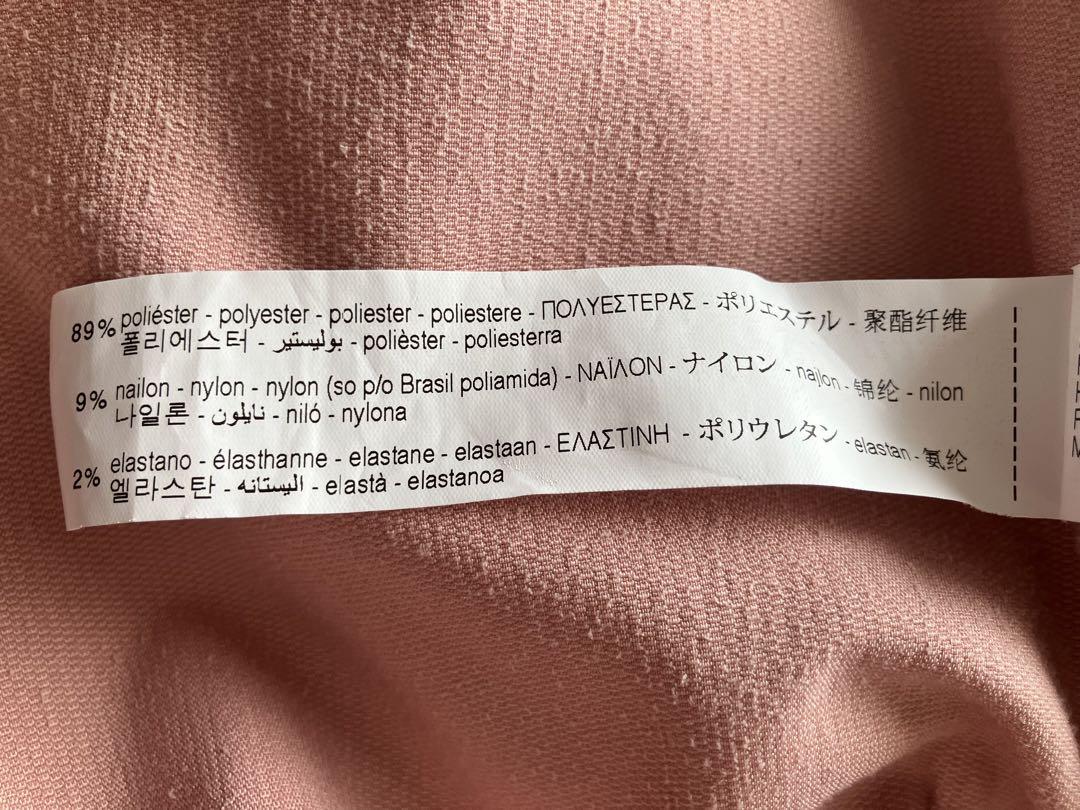 89% poliéster - polyester - poliester - poliestere - ΠΟΛΥΕΣΤΕΡΑΣ - ポリエステル - 聚酯纤维
폴리에스터 - بوليستير - polièster - poliesterra
9% nailon - nylon - nylon (so p/o Brasil poliamida) - ΝΑΪΛΟΝ - ナイロン - najlon - 锦纶 - nilon
나일론 - نايلون - niló - nylona
2% elastano - élasthanne - elastane - elastaan - ΕΛΑΣΤΙΝΗ - ポリウレタン - elastan - 氨纶
엘라스탄 - اليستانه - elastà - elastanoa